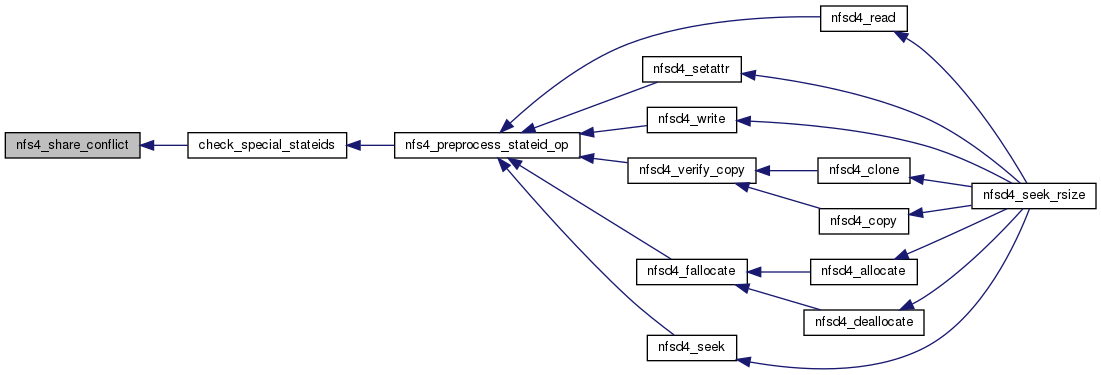 nfs4_share_conflict
check_special_stateids
nfs4_preprocess_stateid_op
nfsd4_read
nfsd4_setattr
nfsd4_write
nfsd4_verify_copy
nfsd4_clone
nfsd4_copy
nfsd4_fallocate
nfsd4_allocate
nfsd4_deallocate
nfsd4_seek
nfsd4_seek_rsize